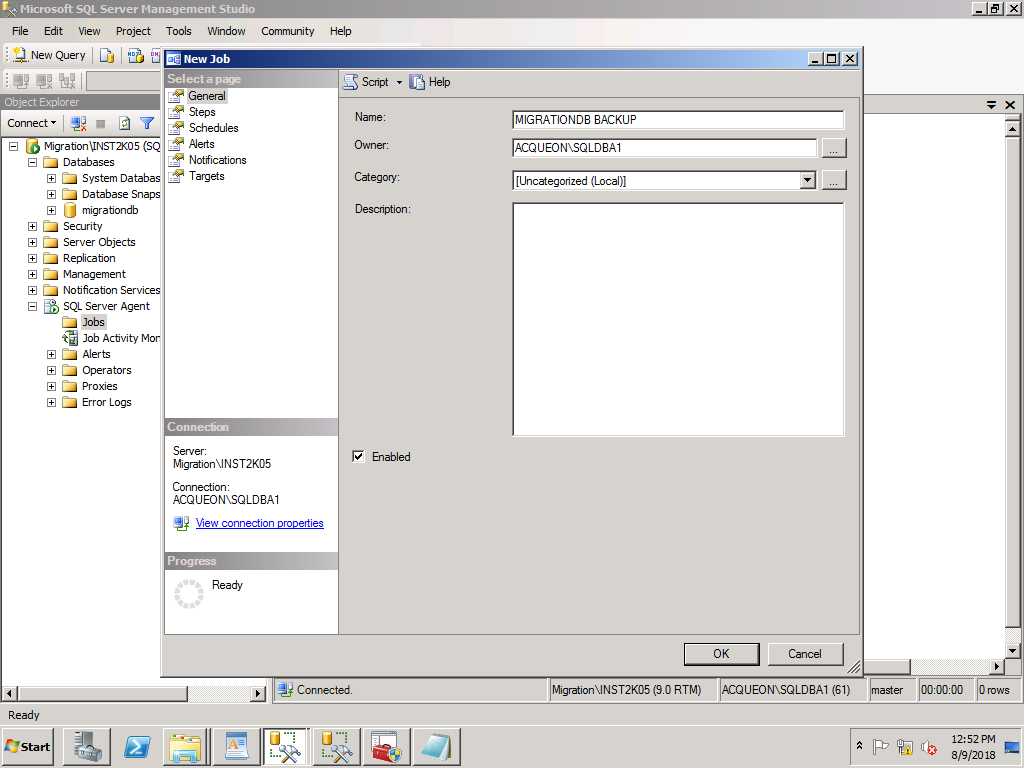 Microsoft SQL Server Management Studio
File Edit View Project Tools Window Community Help
New Query
Object Explorer
Connect
Migration\INST2K05 (SQ
Databases
System Databas
Database Snaps
migrationdb
Security
Server Objects
Replication
Management
Notification Services
SQL Server Agent
Jobs
Job Activity Mon
Alerts
Operators
Proxies
Error Logs
New Job
Select a page
General
Steps
Schedules
Alerts
Notifications
Targets
Script Help
Name: MIGRATIONDB BACKUP
Owner: ACQUEON\SQLDBA1 ...
Category: [Uncategorized (Local)] ...
Description:
Enabled
Connection
Server:
Migration\INST2K05
Connection:
ACQUEON\SQLDBA1
View connection properties
Progress
Ready
OK Cancel
Connected. Migration\INST2K05 (9.0 RTM) ACQUEON\SQLDBA1 (61) master 00:00:00 0 rows
Ready
Start
12:52 PM
8/9/2018